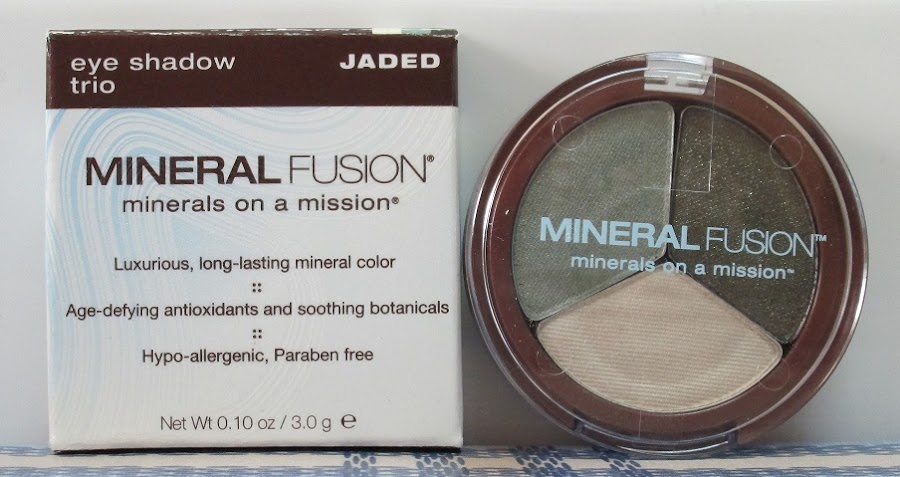 eye shadow
trio
JADED
MINERAL FUSION®
minerals on a mission®
Luxurious, long-lasting mineral color
Age-defying antioxidants and soothing botanicals
Hypo-allergenic, Paraben free
Net Wt 0.10 oz / 3.0 g ℮
MINERAL FUSION™
minerals on a mission™